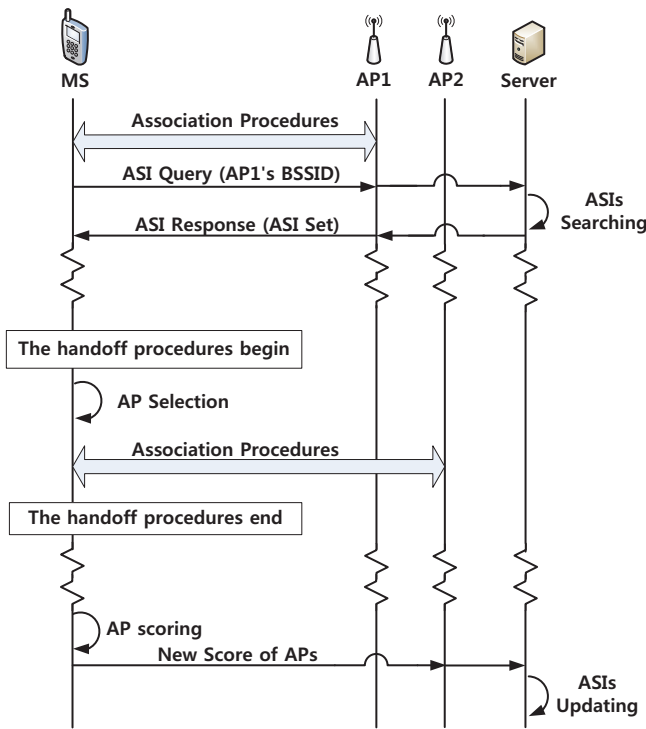 MS
AP1
AP2
Server
Association Procedures
ASI Query (AP1's BSSID)
ASIs
Searching
ASI Response (ASI Set)
The handoff procedures begin
AP Selection
Association Procedures
The handoff procedures end
AP scoring
New Score of APs
ASIs
Updating